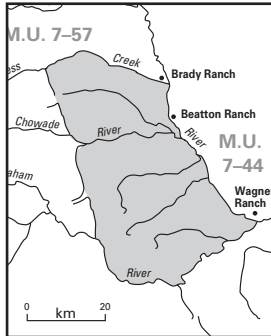 M.U. 7–57
ess
Creek
Brady Ranch
Chowade
River
Beatton Ranch
River
M.U.
7–44
aham
Wagner
Ranch
River
0 20
km